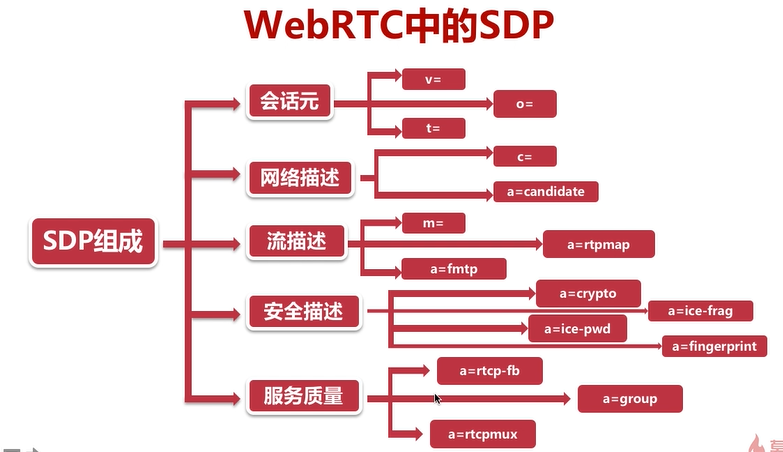 WebRTC中的SDP
SDP组成
会话元
v=
o=
t=
网络描述
c=
a=candidate
流描述
m=
a=rtpmap
a=fmtp
安全描述
a=crypto
a=ice-frag
a=ice-pwd
a=fingerprint
服务质量
a=rtcp-fb
a=group
a=rtcpmux